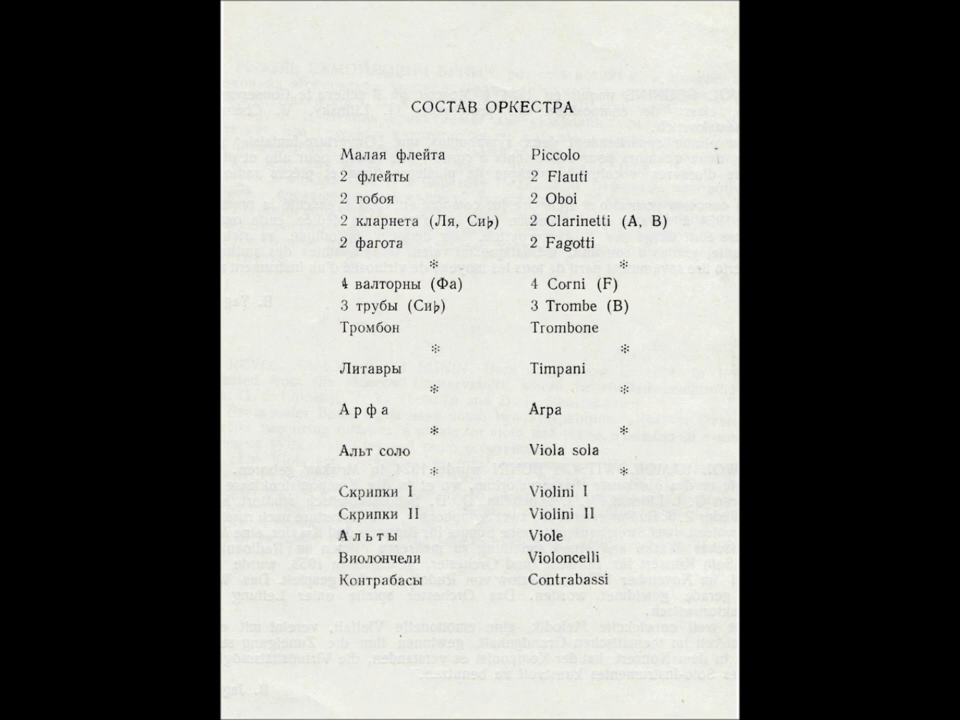 СОСТАВ ОРКЕСТРА
Малая флейта Piccolo
2 флейты 2 Flauti
2 гобоя 2 Oboi
2 кларнета (Ля, Си♭) 2 Clarinetti (A, B)
2 фагота 2 Fagotti
* *
4 валторны (Фа) 4 Corni (F)
3 трубы (Си♭) 3 Trombe (B)
Тромбон Trombone
* *
Литавры Timpani
* *
Арфа Arpa
* *
Альт соло Viola sola
* *
Скрипки I Violini I
Скрипки II Violini II
Альты Viole
Виолончели Violoncelli
Контрабасы Contrabassi